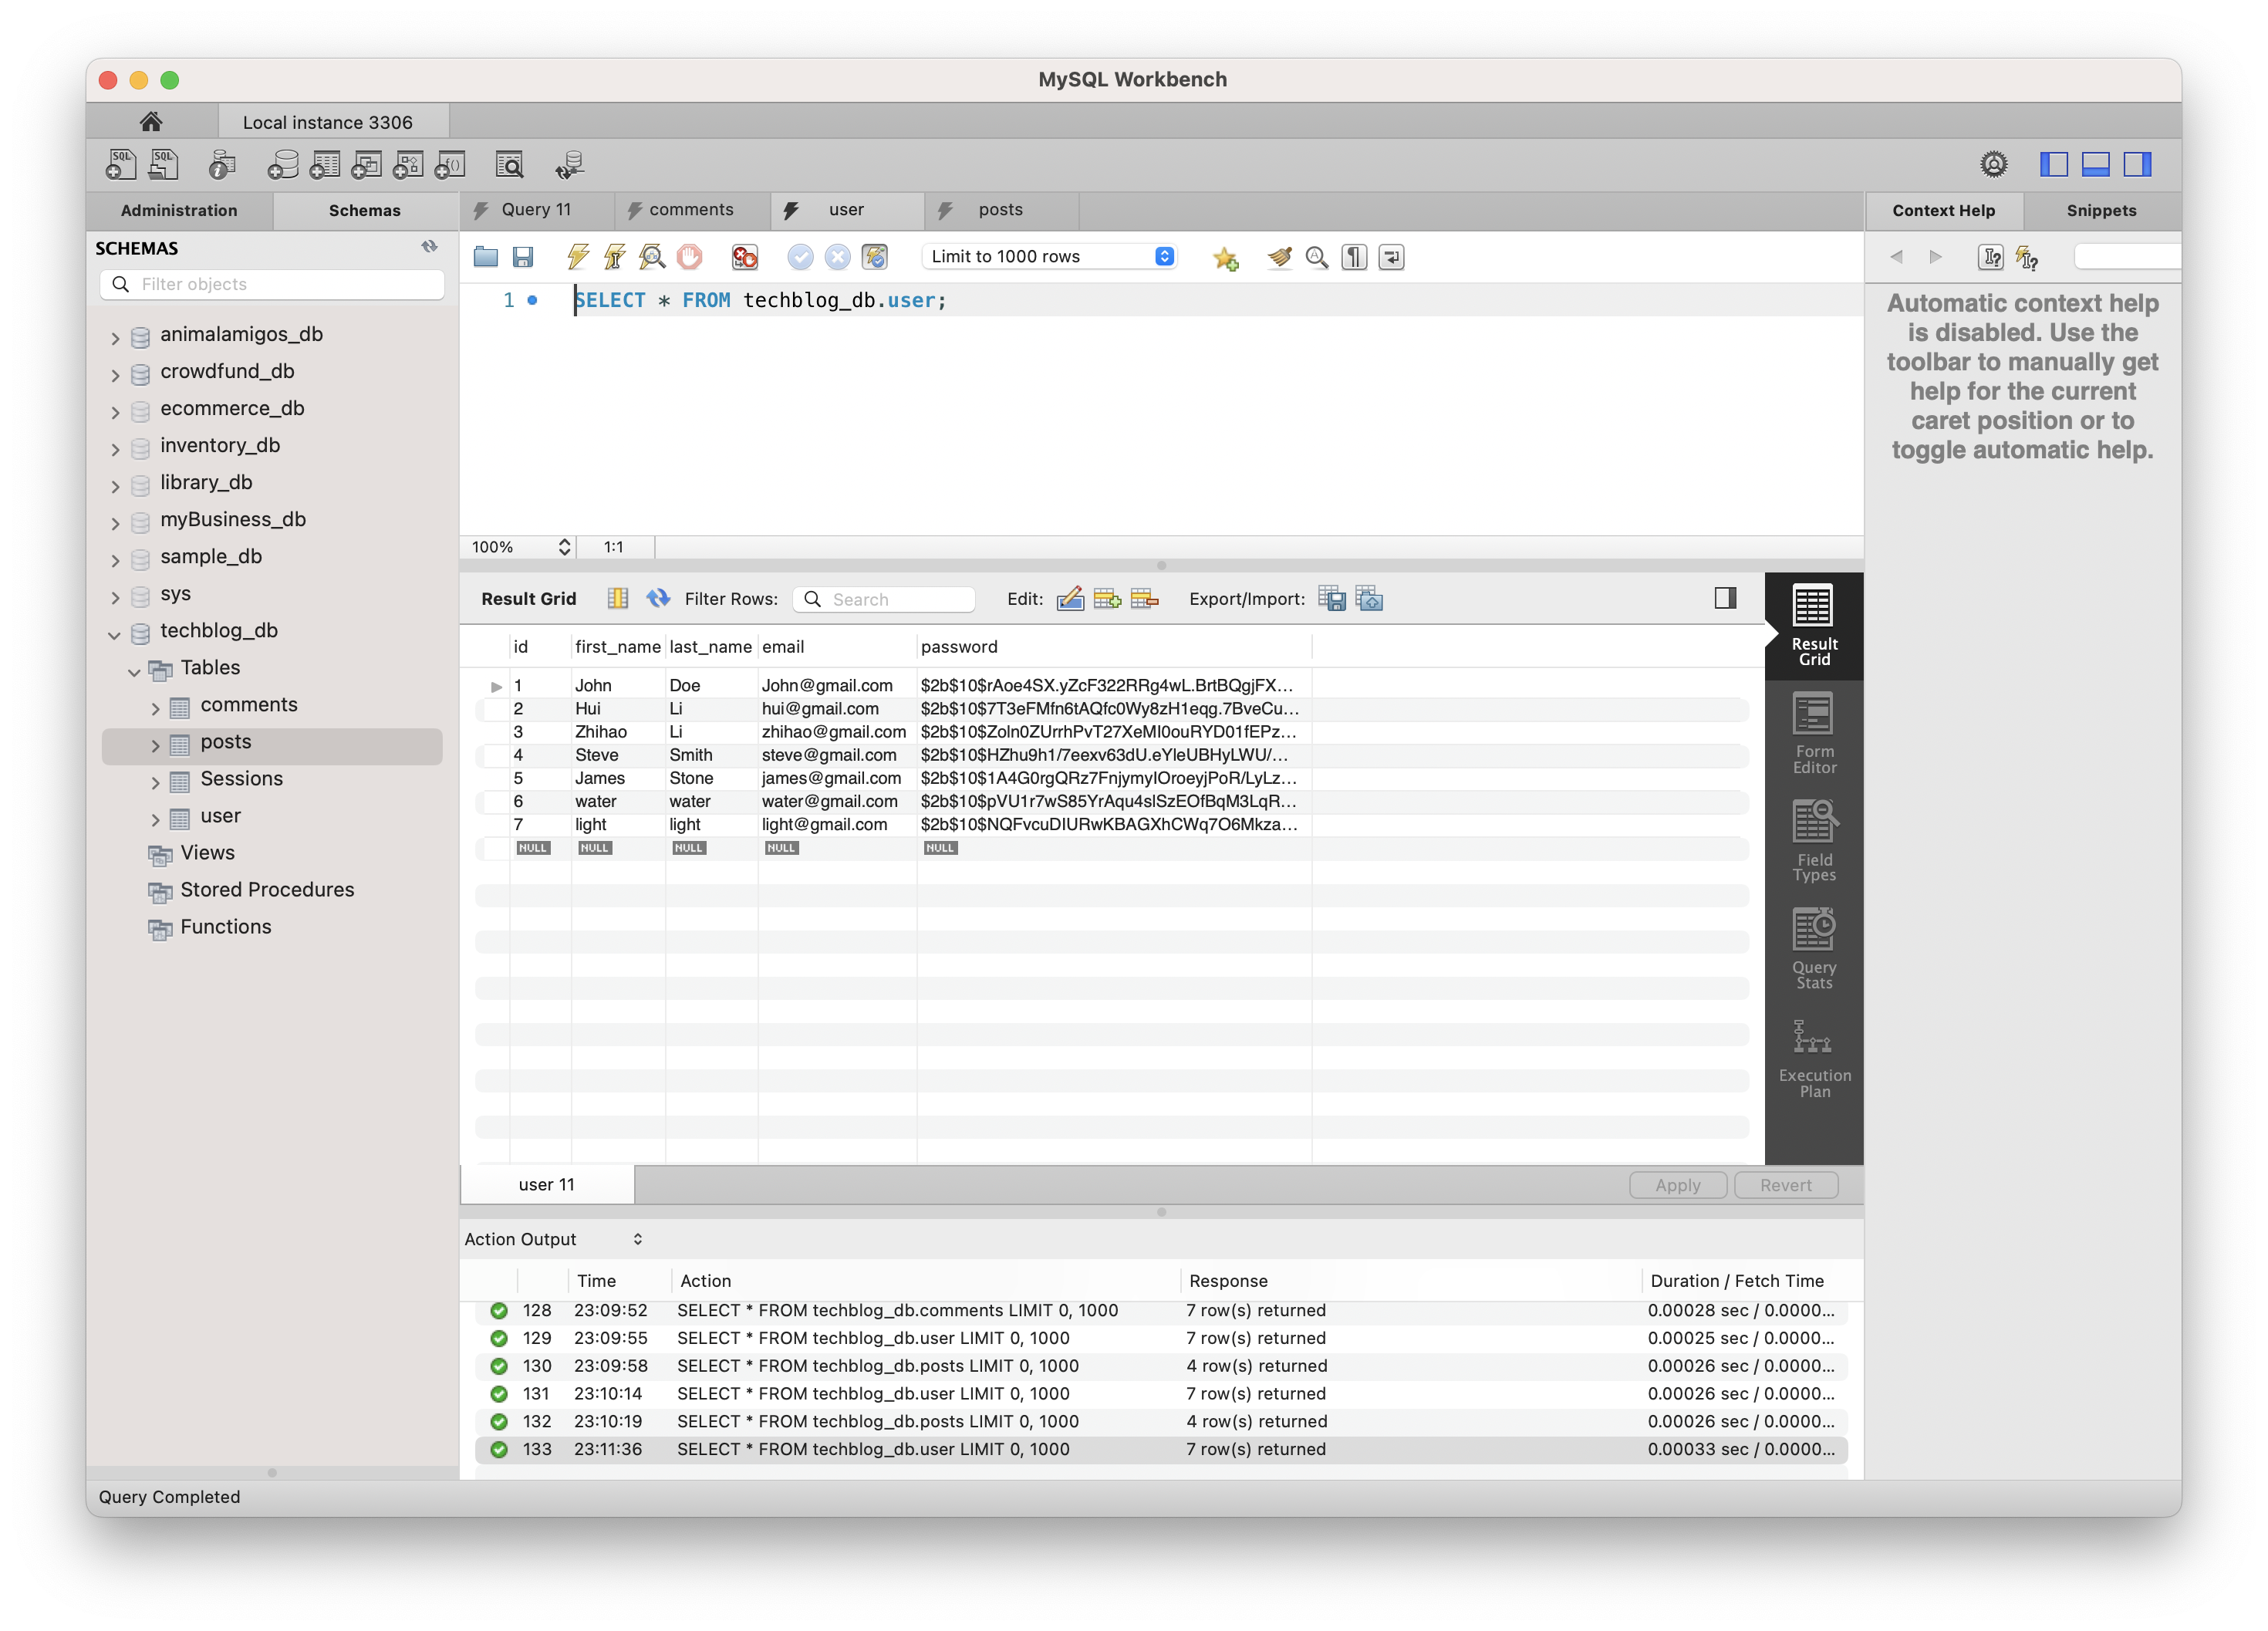 MySQL Workbench
Local instance 3306
Administration
Schemas
SCHEMAS
Filter objects
animalamigos_db
crowdfund_db
ecommerce_db
inventory_db
library_db
myBusiness_db
sample_db
sys
techblog_db
Tables
comments
posts
Sessions
user
Views
Stored Procedures
Functions
Query 11
comments
user
posts
Limit to 1000 rows
1 SELECT * FROM techblog_db.user;
100% 1:1
Result Grid Filter Rows: Search Edit: Export/Import:
id first_name last_name email password
1 John Doe John@gmail.com $2b$10$rAoe4SX.yZcF322RRg4wL.BrtBQgjFX...
2 Hui Li hui@gmail.com $2b$10$7T3eFMfn6tAQfc0Wy8zH1eqg.7BveCu...
3 Zhihao Li zhihao@gmail.com $2b$10$Zoln0ZUrrhPvT27XeMI0ouRYD01fEPz...
4 Steve Smith steve@gmail.com $2b$10$HZhu9h1/7eexv63dU.eYleUBHyLWU/...
5 James Stone james@gmail.com $2b$10$1A4G0rgQRz7FnjymyIOroeyjPoR/LyLz...
6 water water water@gmail.com $2b$10$pVU1r7wS85YrAqu4slSzEOfBqM3LqR...
7 light light light@gmail.com $2b$10$NQFvcuDIURwKBAGXhCWq7O6Mkza...
NULL NULL NULL NULL NULL
Result
Grid
Form
Editor
Field
Types
Query
Stats
Execution
Plan
user 11
Apply
Revert
Action Output
Time Action Response Duration / Fetch Time
128 23:09:52 SELECT * FROM techblog_db.comments LIMIT 0, 1000 7 row(s) returned 0.00028 sec / 0.0000...
129 23:09:55 SELECT * FROM techblog_db.user LIMIT 0, 1000 7 row(s) returned 0.00025 sec / 0.0000...
130 23:09:58 SELECT * FROM techblog_db.posts LIMIT 0, 1000 4 row(s) returned 0.00026 sec / 0.0000...
131 23:10:14 SELECT * FROM techblog_db.user LIMIT 0, 1000 7 row(s) returned 0.00026 sec / 0.0000...
132 23:10:19 SELECT * FROM techblog_db.posts LIMIT 0, 1000 4 row(s) returned 0.00026 sec / 0.0000...
133 23:11:36 SELECT * FROM techblog_db.user LIMIT 0, 1000 7 row(s) returned 0.00033 sec / 0.0000...
Context Help
Snippets
Automatic context help
is disabled. Use the
toolbar to manually get
help for the current
caret position or to
toggle automatic help.
Query Completed